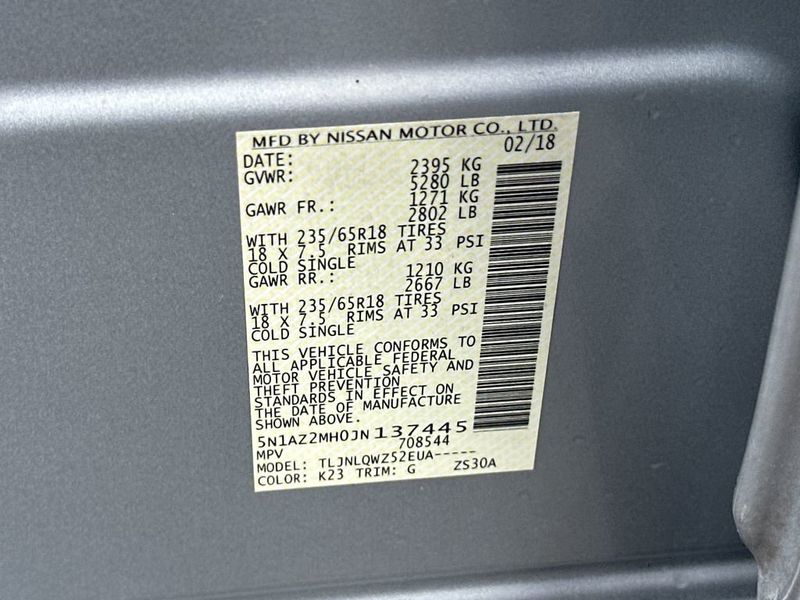 MFD BY NISSAN MOTOR CO., LTD.
DATE: 02/18
GVWR: 2395 KG
5280 LB
GAWR FR.: 1271 KG
2802 LB
WITH 235/65R18 TIRES
18 X 7.5 RIMS AT 33 PSI
COLD SINGLE
GAWR RR.: 1210 KG
2667 LB
WITH 235/65R18 TIRES
18 X 7.5 RIMS AT 33 PSI
COLD SINGLE
THIS VEHICLE CONFORMS TO
ALL APPLICABLE FEDERAL
MOTOR VEHICLE SAFETY AND
THEFT PREVENTION
STANDARDS IN EFFECT ON
THE DATE OF MANUFACTURE
SHOWN ABOVE.
5N1AZ2MH0JN137445
MPV 708544
MODEL: TLJNLQWZ52EUA-----
COLOR: K23 TRIM: G ZS30A